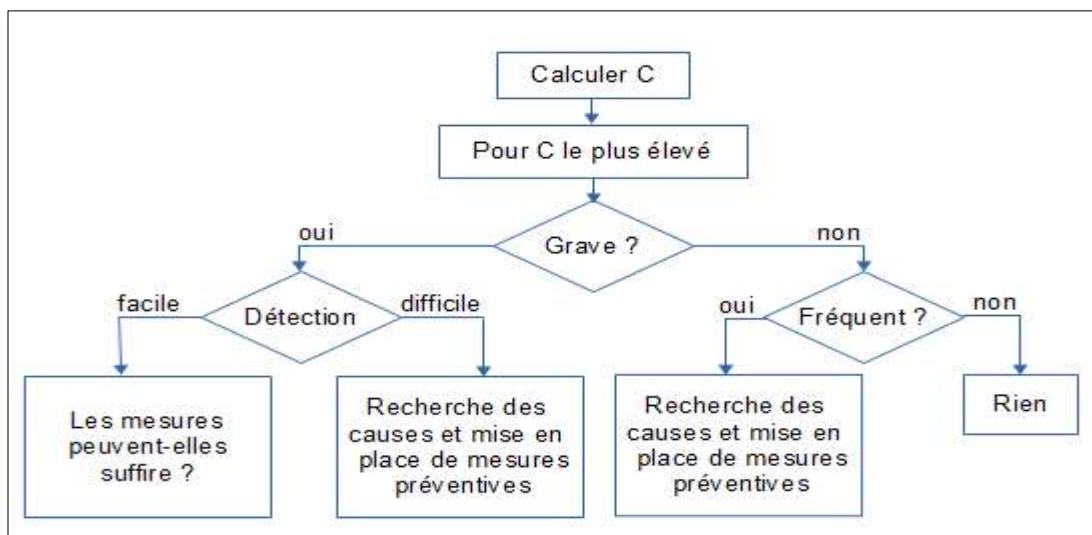 Calculer C
Pour C le plus élevé
Grave ?
oui
non
Détection
facile
difficile
Fréquent ?
oui
non
Les mesures
peuvent-elles
suffire ?
Recherche des
causes et mise en
place de mesures
préventives
Recherche des
causes et mise en
place de mesures
préventives
Rien